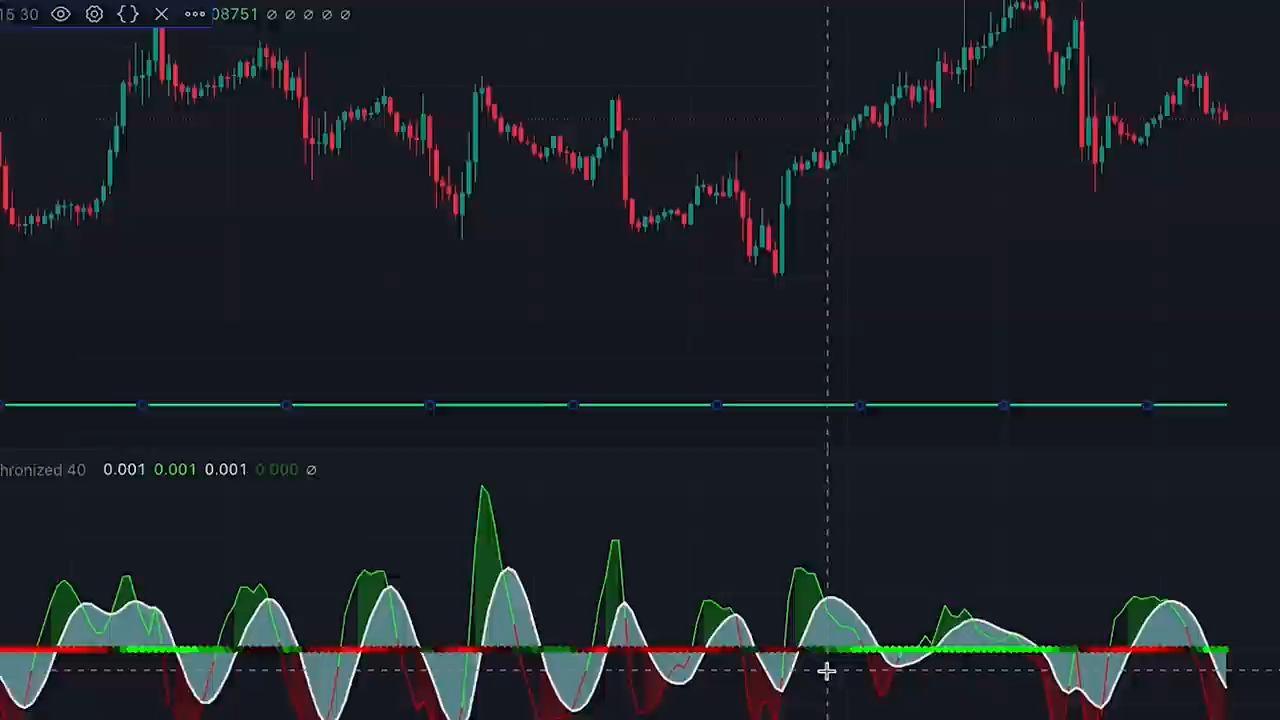 15 30 08751 ∅ ∅ ∅ ∅ ∅
hronized 40 0.001 0.001 0.001 0.000 ∅